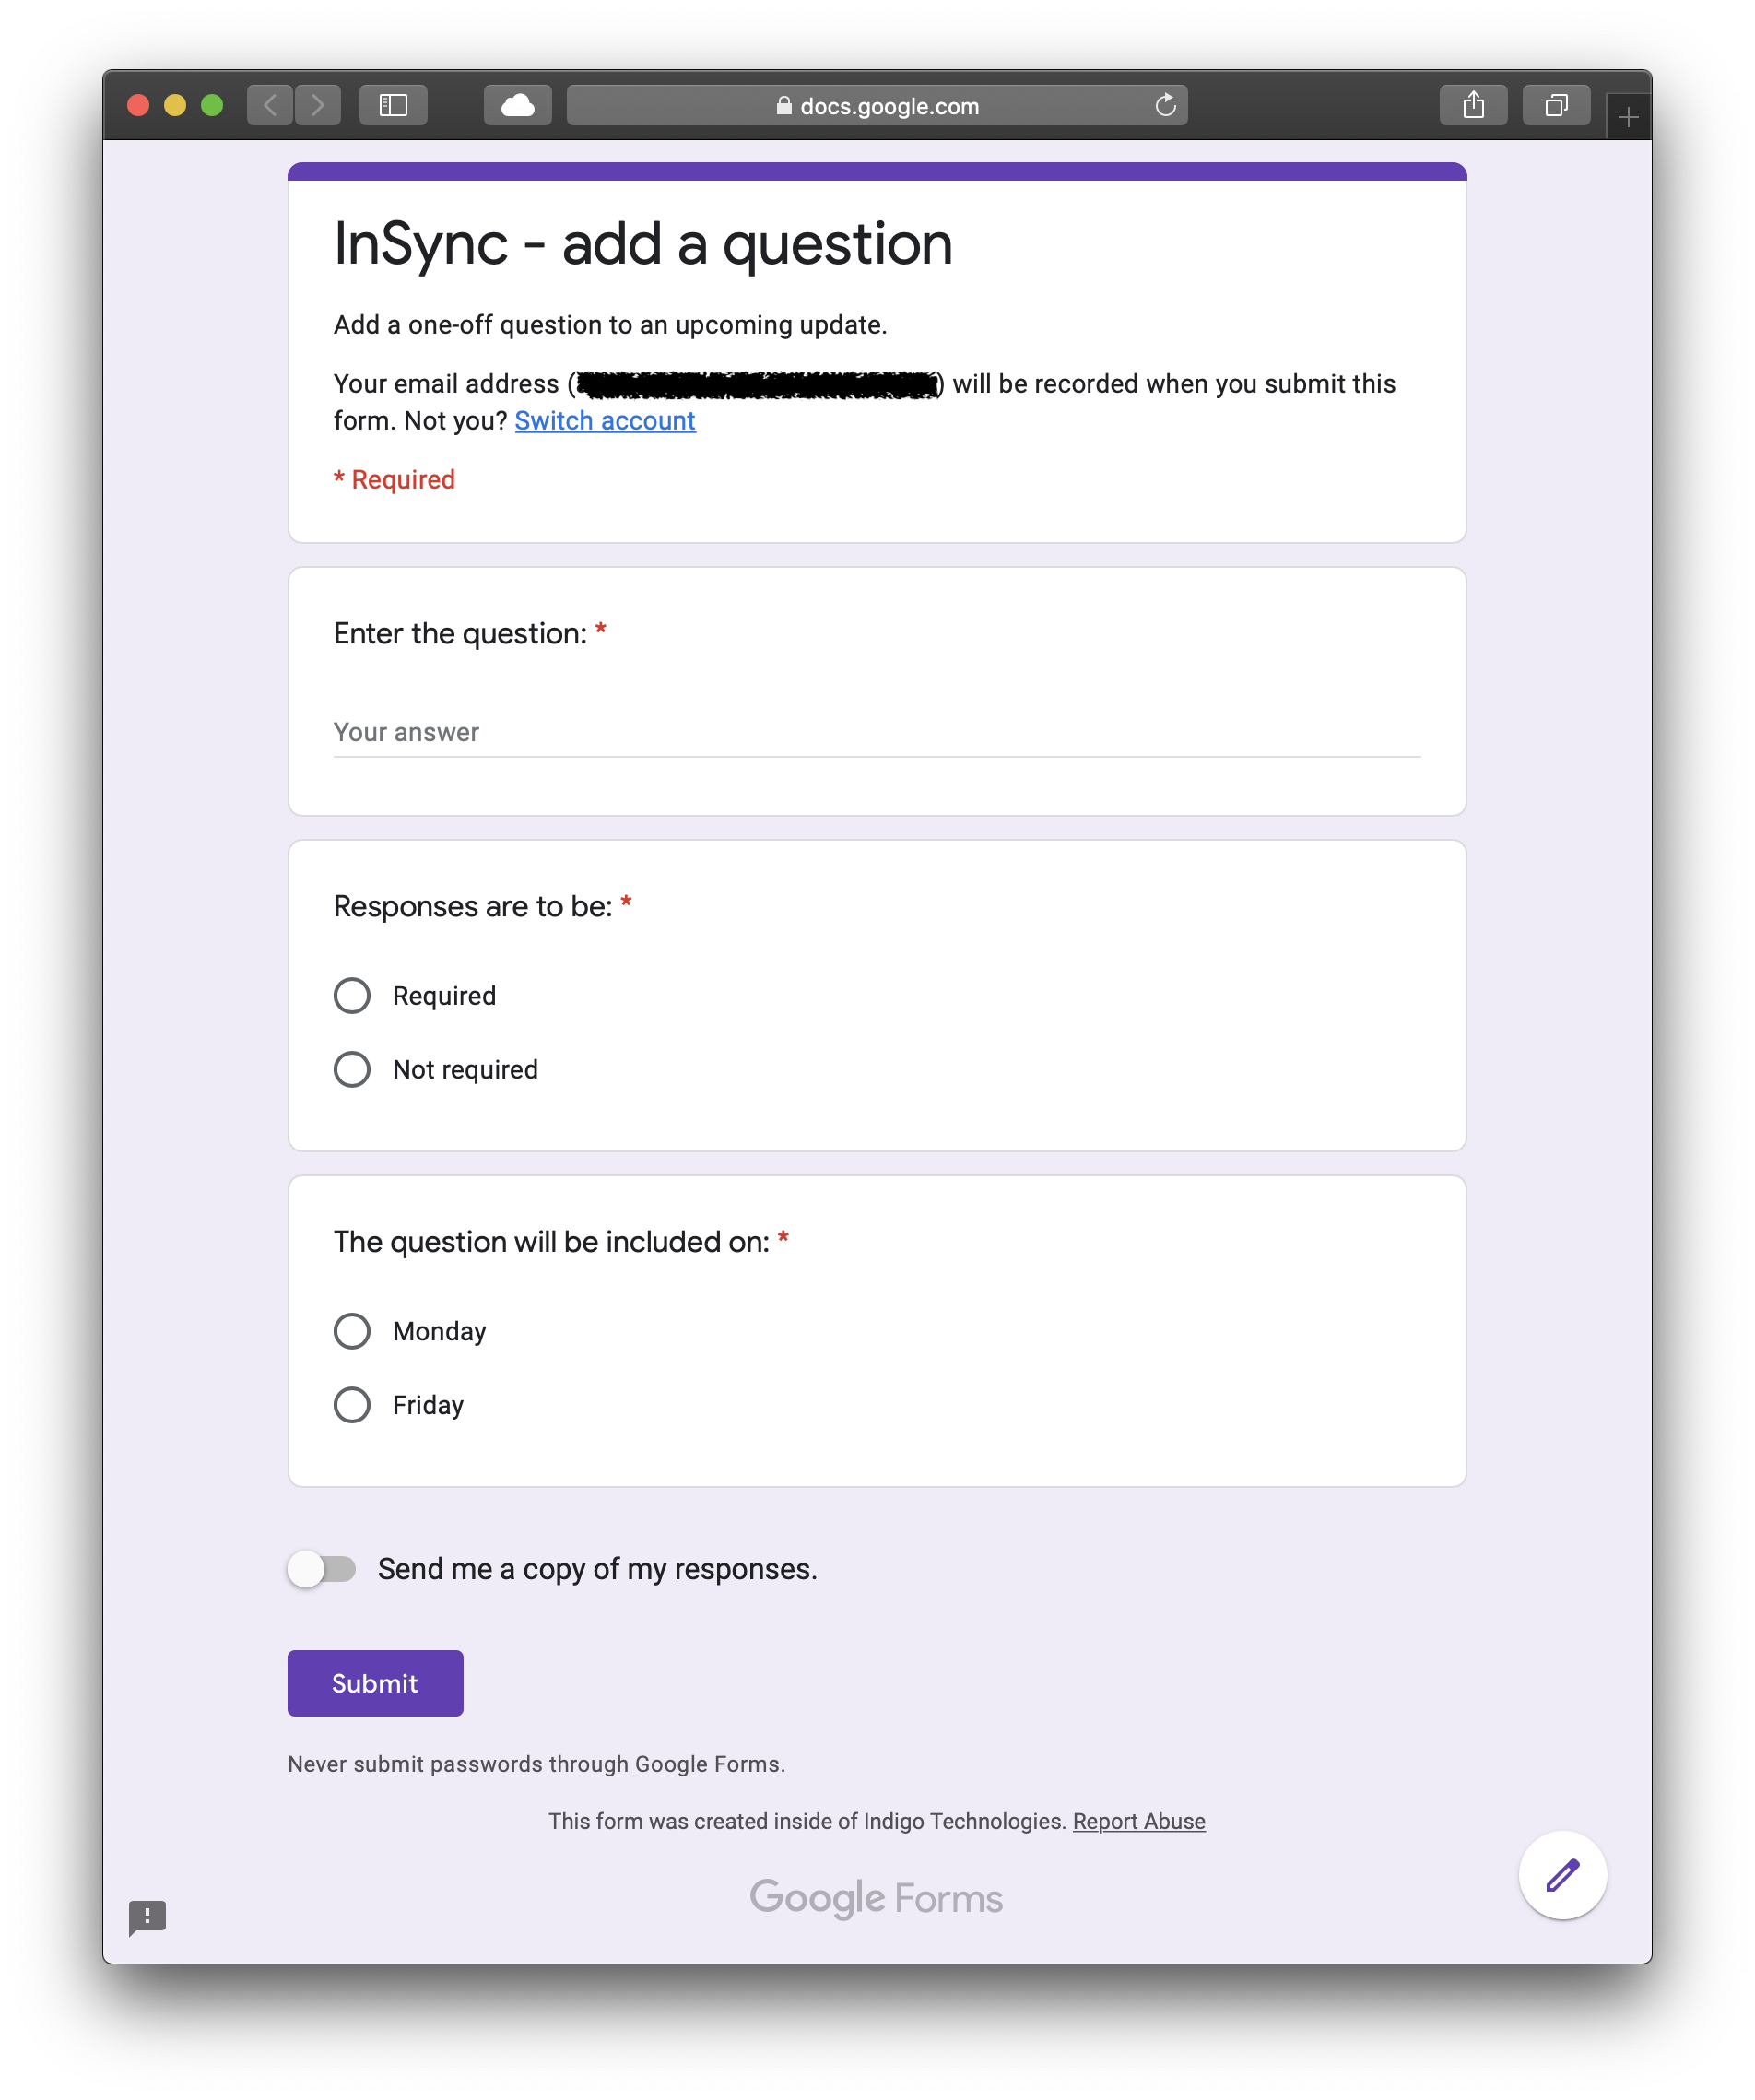 docs.google.com
InSync - add a question
Add a one-off question to an upcoming update.
Your email address () will be recorded when you submit this
form. Not you? Switch account
* Required
Enter the question: *
Your answer
Responses are to be: *
Required
Not required
The question will be included on: *
Monday
Friday
Send me a copy of my responses.
Submit
Never submit passwords through Google Forms.
This form was created inside of Indigo Technologies. Report Abuse
Google Forms